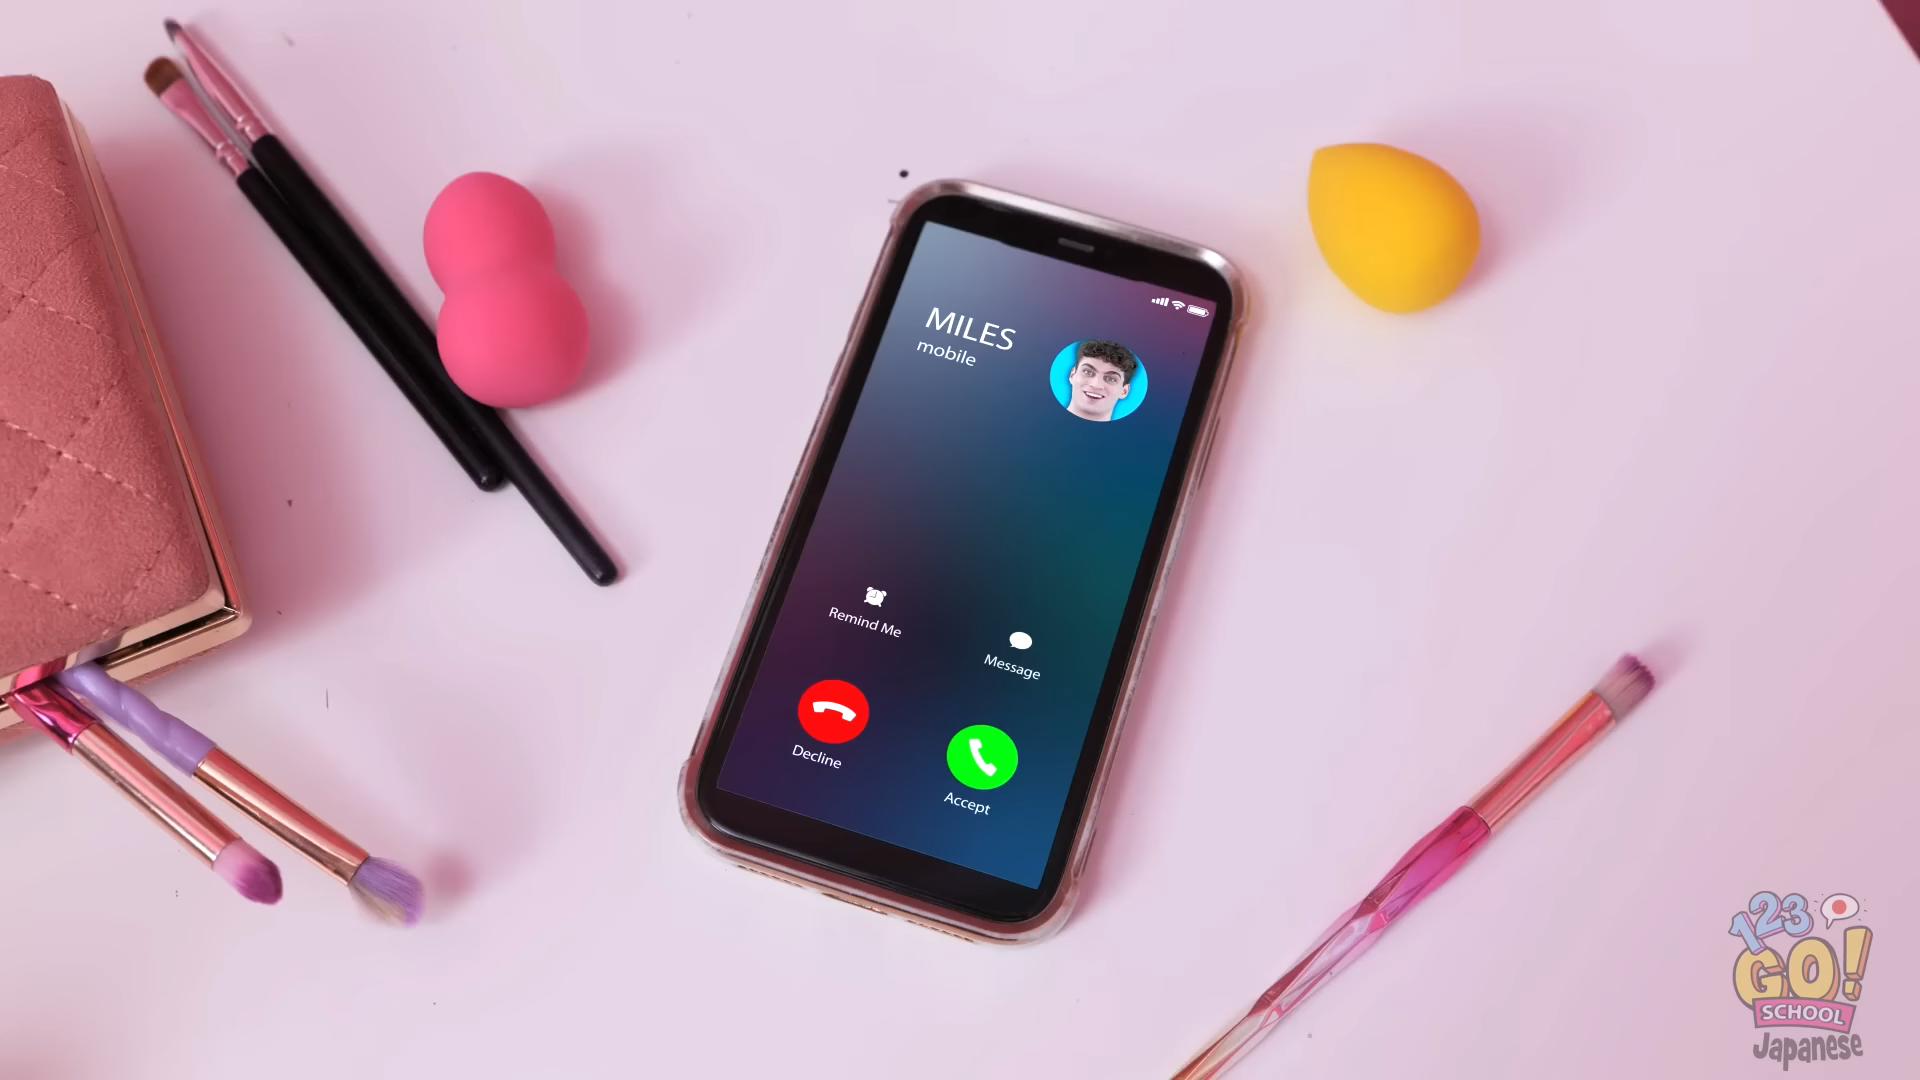 MILES
mobile
Remind Me
Message
Decline
Accept
123
GO!
SCHOOL
Japanese